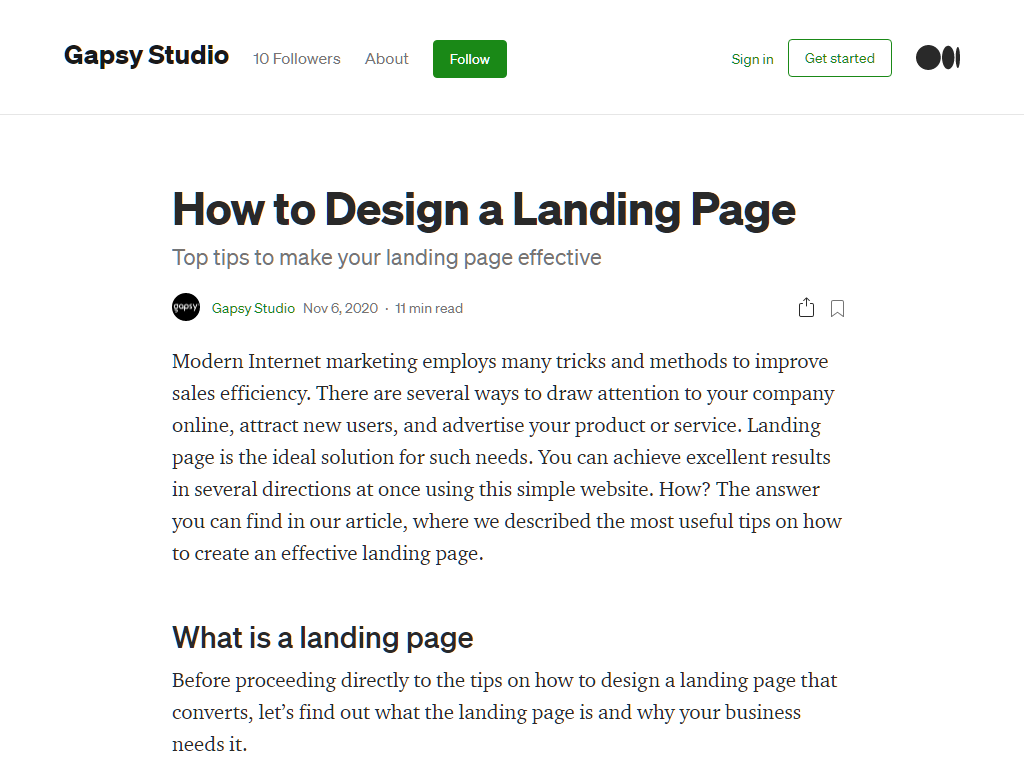 Gapsy Studio 10 Followers About Follow Sign in Get started
How to Design a Landing Page
Top tips to make your landing page effective
gapsy Gapsy Studio Nov 6, 2020 · 11 min read
Modern Internet marketing employs many tricks and methods to improve
sales efficiency. There are several ways to draw attention to your company
online, attract new users, and advertise your product or service. Landing
page is the ideal solution for such needs. You can achieve excellent results
in several directions at once using this simple website. How? The answer
you can find in our article, where we described the most useful tips on how
to create an effective landing page.
What is a landing page
Before proceeding directly to the tips on how to design a landing page that
converts, let’s find out what the landing page is and why your business
needs it.